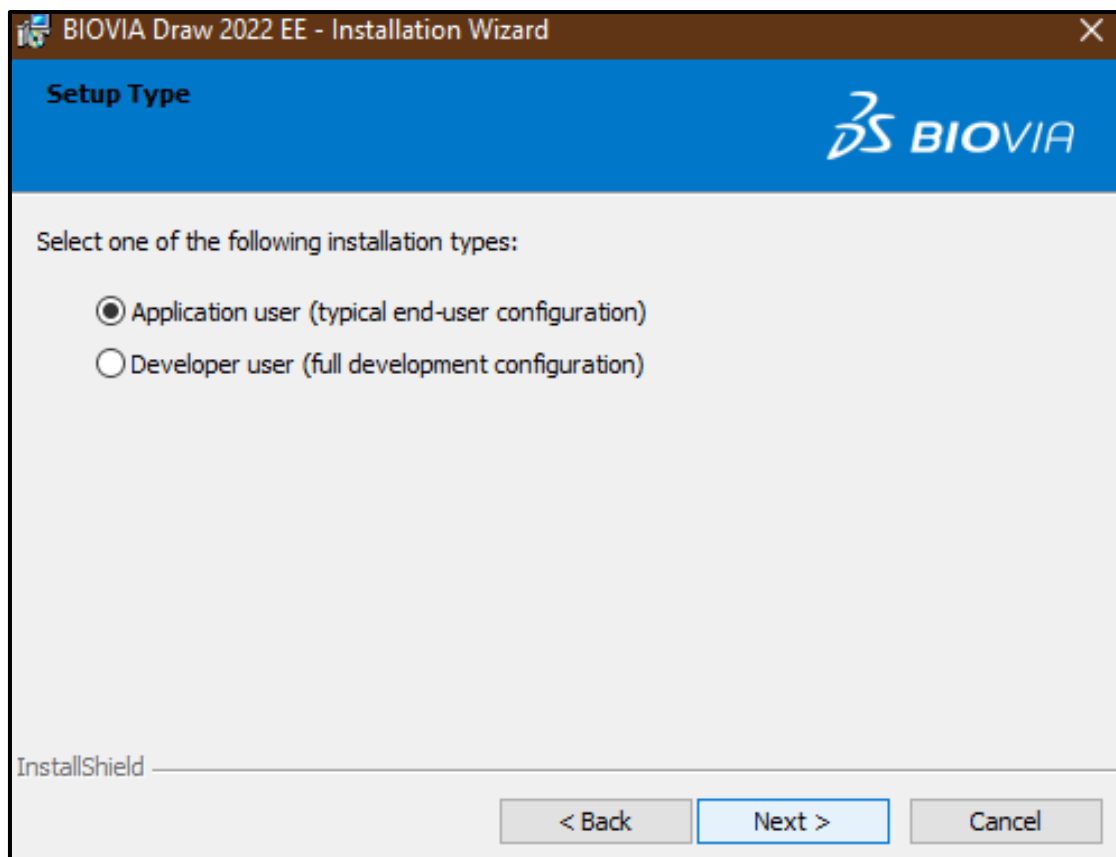 BIOVIA Draw 2022 EE - Installation Wizard
Setup Type
BIOVIA
Select one of the following installation types:
Application user (typical end-user configuration)
Developer user (full development configuration)
InstallShield
< Back Next > Cancel